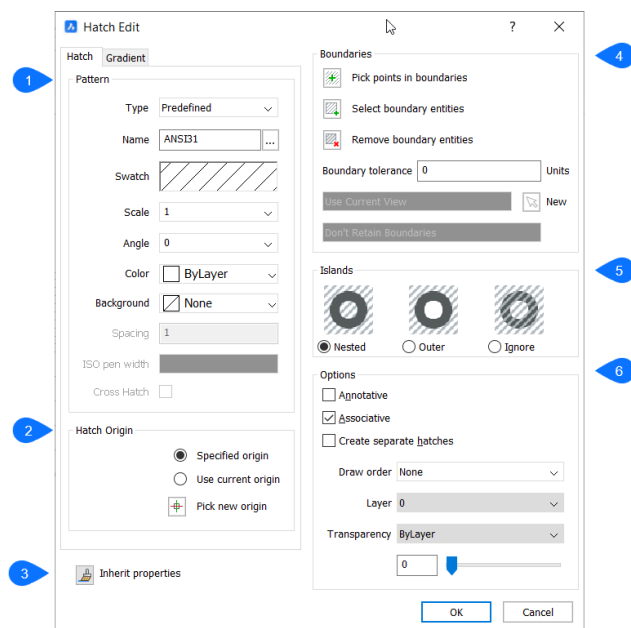 Hatch Edit
?
Hatch
Gradient
1
Pattern
Type
Predefined
Name
ANSI31
...
Swatch
Scale
1
Angle
0
Color
ByLayer
Background
None
Spacing
1
ISO pen width
Cross Hatch
2
Hatch Origin
Specified origin
Use current origin
Pick new origin
3
Inherit properties
4
Boundaries
Pick points in boundaries
Select boundary entities
Remove boundary entities
Boundary tolerance
0
Units
Use Current View
New
Don't Retain Boundaries
5
Islands
Nested
Outer
Ignore
6
Options
Annotative
Associative
Create separate hatches
Draw order
None
Layer
0
Transparency
ByLayer
0
OK
Cancel